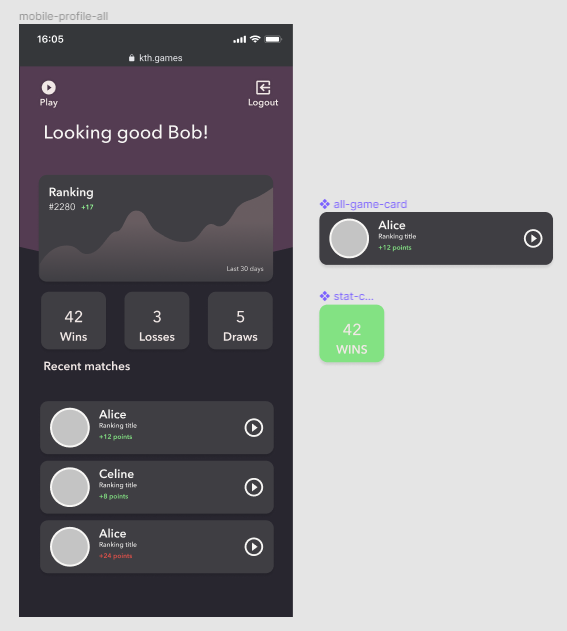 mobile-profile-all
16:05
kth.games
Play
Logout
Looking good Bob!
Ranking
#2280 +17
Last 30 days
42
Wins
3
Losses
5
Draws
Recent matches
Alice
Ranking title
+12 points
Celine
Ranking title
+8 points
Alice
Ranking title
+24 points
all-game-card
Alice
Ranking title
+12 points
stat-c...
42
WINS